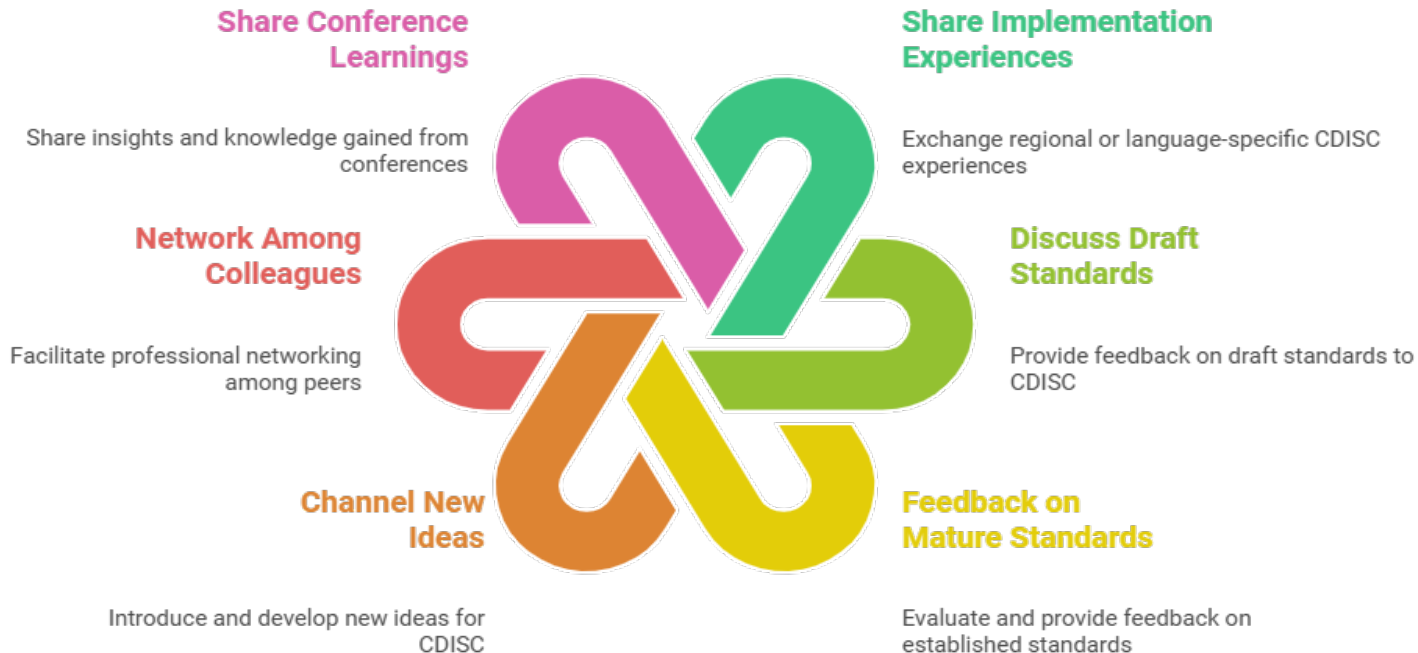 Share Conference
Learnings
Share insights and knowledge gained from
conferences
Share Implementation
Experiences
Exchange regional or language-specific CDISC
experiences
Network Among
Colleagues
Facilitate professional networking
among peers
Discuss Draft
Standards
Provide feedback on draft standards to
CDISC
Channel New
Ideas
Introduce and develop new ideas for
CDISC
Feedback on
Mature Standards
Evaluate and provide feedback on
established standards